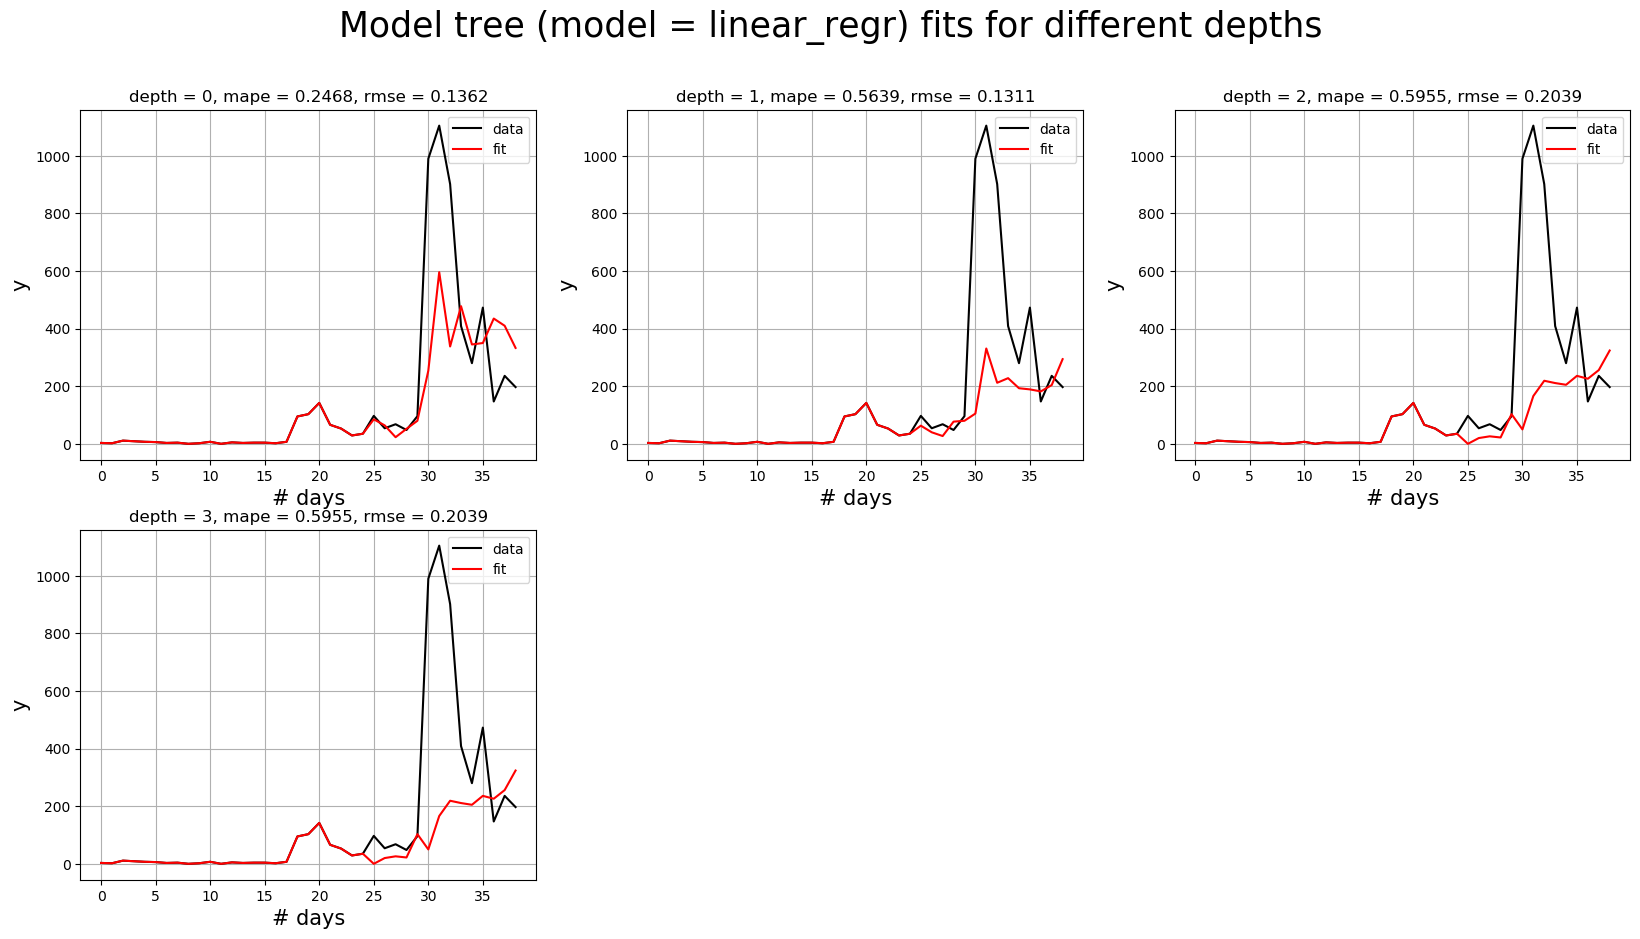 Model tree (model = linear_regr) fits for different depths
depth = 0, mape = 0.2468, rmse = 0.1362
y
1000
800
600
400
200
0
data
fit
0 5 10 15 20 25 30 35
# days
depth = 1, mape = 0.5639, rmse = 0.1311
y
1000
800
600
400
200
0
data
fit
0 5 10 15 20 25 30 35
# days
depth = 2, mape = 0.5955, rmse = 0.2039
y
1000
800
600
400
200
0
data
fit
0 5 10 15 20 25 30 35
# days
depth = 3, mape = 0.5955, rmse = 0.2039
y
1000
800
600
400
200
0
data
fit
0 5 10 15 20 25 30 35
# days